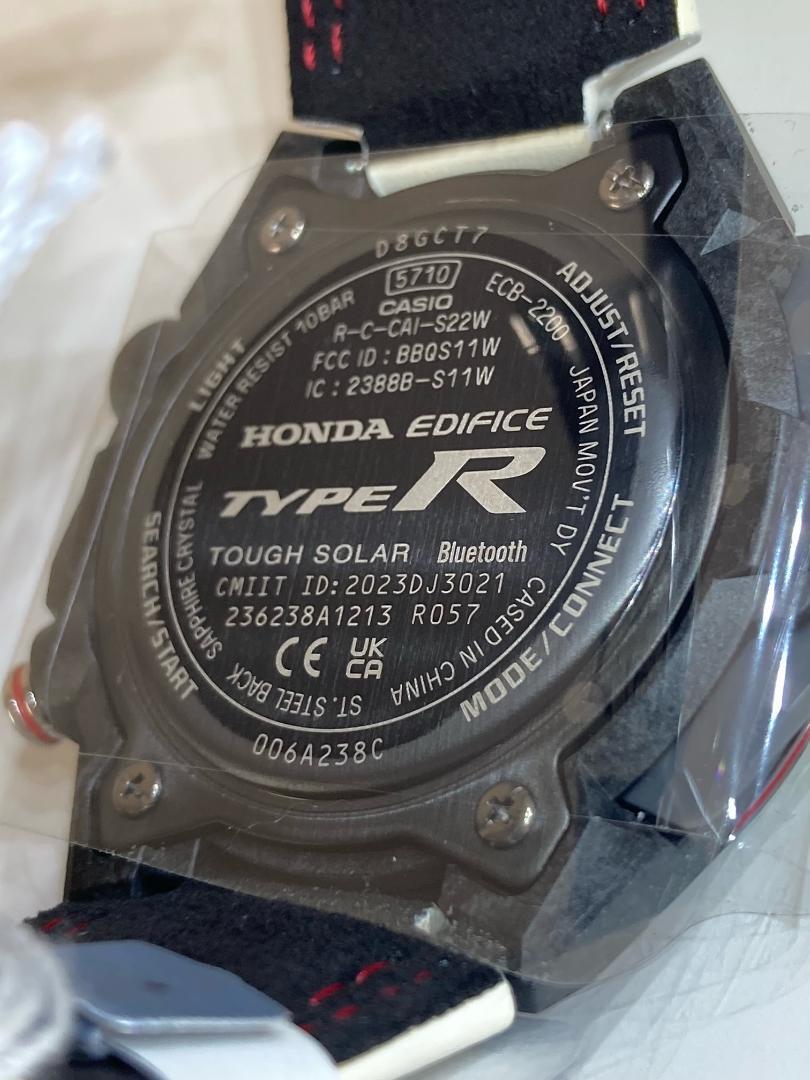 D8GCT7
5710
CASIO
ECB-2200
R-C-CAI-S22W
FCC ID : BBQS11W
IC : 2388B-S11W
HONDA EDIFICE
TYPE R
TOUGH SOLAR Bluetooth
CMIIT ID:2023DJ3021
236238A1213 R057
CE UK CA
WATER RESIST 10BAR
JAPAN MOV'T DY
CASED IN CHINA
ST. STEEL BACK
SAPPHIRE CRYSTAL
LIGHT
ADJUST/RESET
SEARCH/START
MODE/CONNECT
006A238C